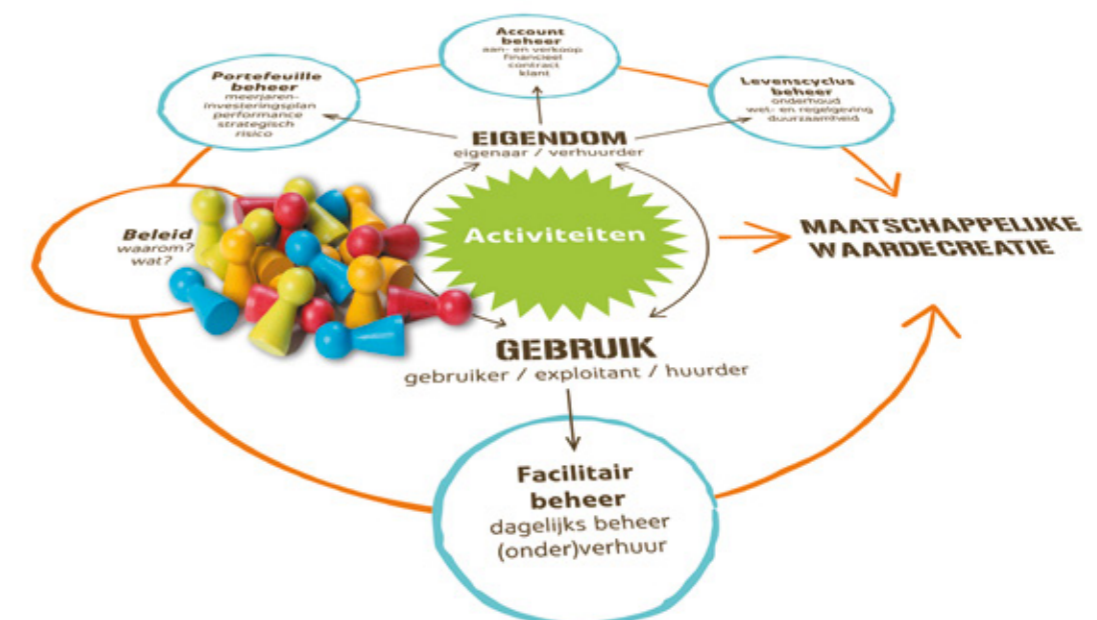 Account
beheer
aan- en verkoop
financieel
contract
klant
Portefeuille
beheer
meerjaren-
investeringsplan
performance
strategisch
risico
Levenscyclus
beheer
onderhoud
wet- en regelgeving
duurzaamheid
EIGENDOM
eigenaar / verhuurder
Beleid
waarom?
wat?
Activiteiten
MAATSCHAPPELIJKE
WAARDECREATIE
GEBRUIK
gebruiker / exploitant / huurder
Facilitair
beheer
dagelijks beheer
(onder)verhuur